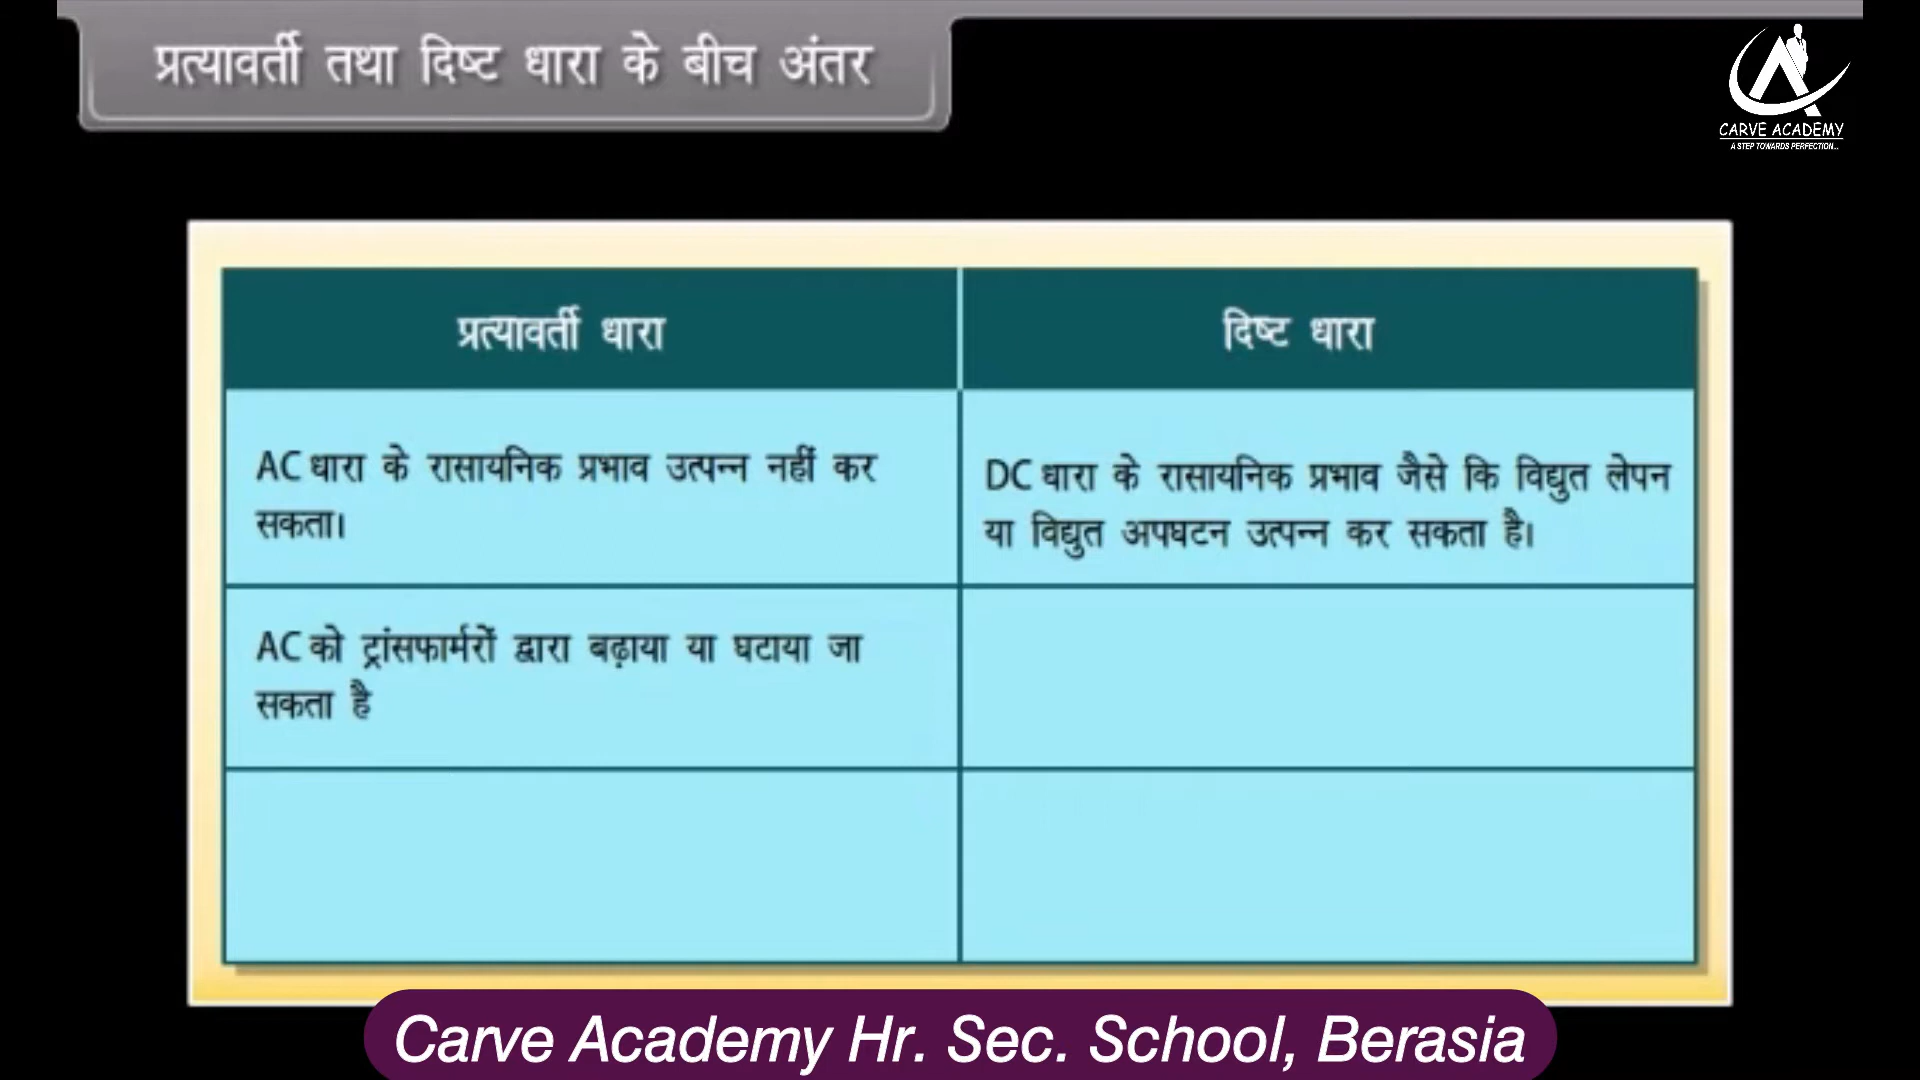 प्रत्यावर्ती तथा दिष्ट धारा के बीच अंतर
CARVE ACADEMY
A STEP TOWARDS PERFECTION...
प्रत्यावर्ती धारा
दिष्ट धारा
AC धारा के रासायनिक प्रभाव उत्पन्न नहीं कर
सकता।
DC धारा के रासायनिक प्रभाव जैसे कि विद्युत लेपन
या विद्युत अपघटन उत्पन्न कर सकता है।
AC को ट्रांसफार्मरों द्वारा बढ़ाया या घटाया जा
सकता है
Carve Academy Hr. Sec. School, Berasia